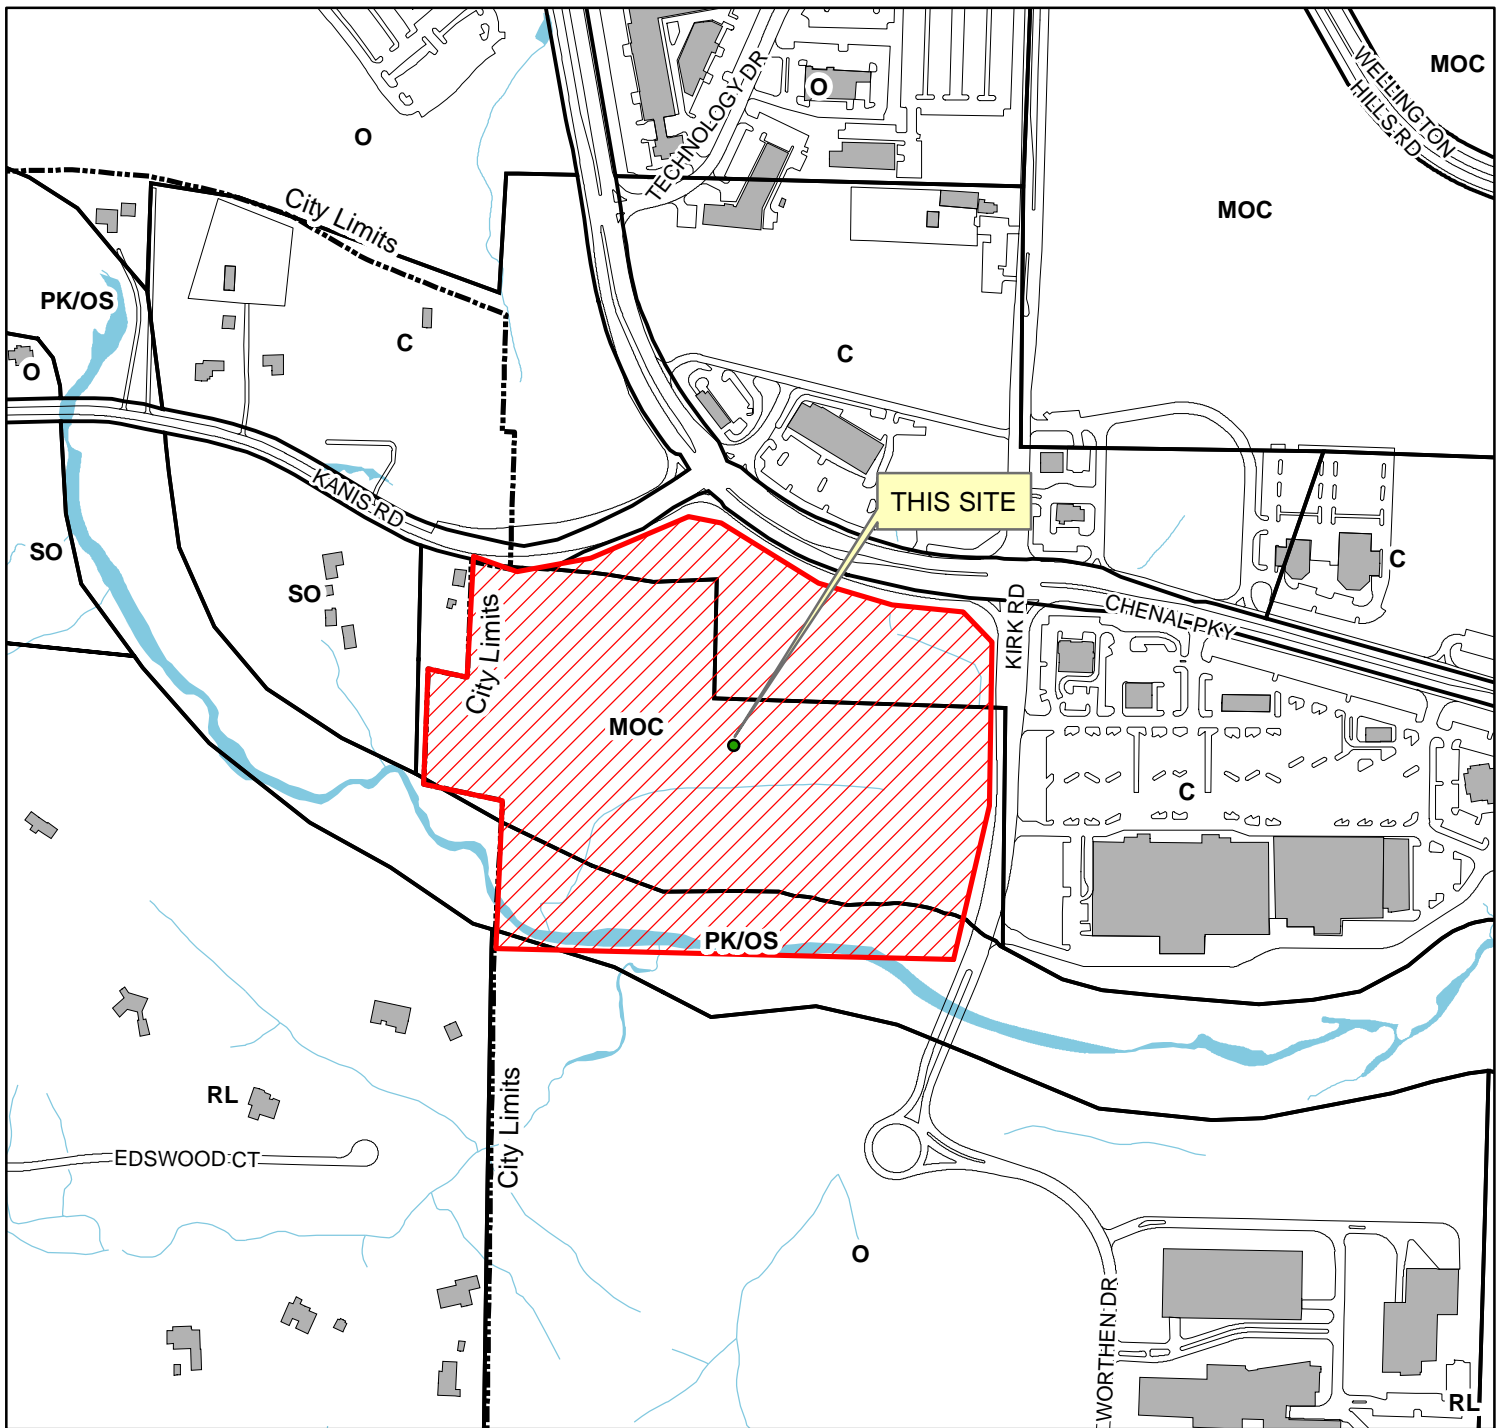 MOC
WELLINGTON
HILLS RD
TECHNOLOGY DR
O
O
City Limits
MOC
PK/OS
C
C
O
KANIS RD
THIS SITE
SO
SO
C
City Limits
KIRK RD
CHENAL PKY
MOC
C
PK/OS
RL
City Limits
EDSWOOD CT
O
WORTHEN DR
RL